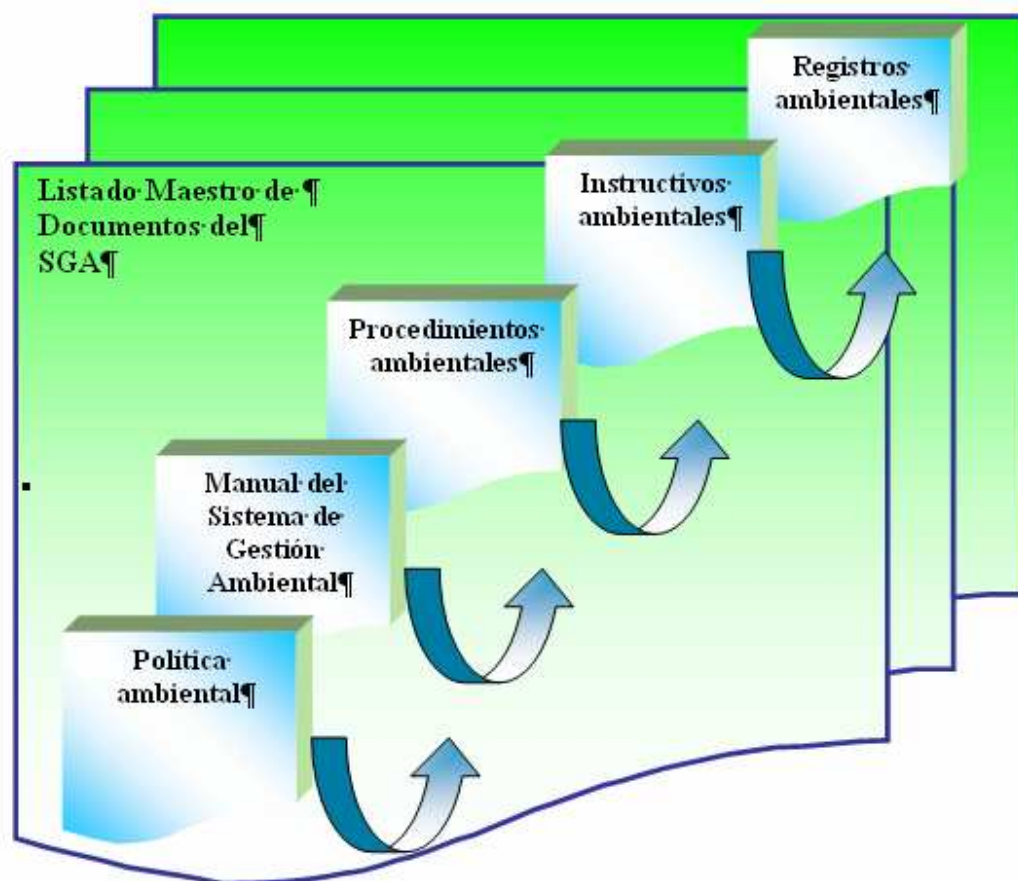 Registros·
ambientales¶
Listado·Maestro·de·¶
Documentos·del¶
SGA¶
Instructivos·
ambientales¶
Procedimientos·
ambientales¶
Manual·del·
Sistema·de·
Gestión·
Ambiental¶
Política·
ambiental¶